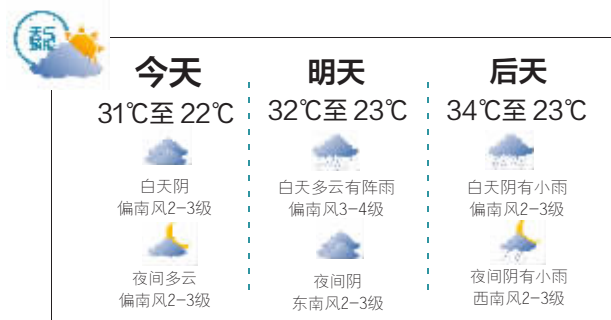 今天
31℃至 22℃
白天阴
偏南风2-3级
夜间多云
偏南风2-3级
明天
32℃至 23℃
白天多云有阵雨
偏南风3-4级
夜间阴
东南风2-3级
后天
34℃至 23℃
白天阴有小雨
偏南风2-3级
夜间阴有小雨
西南风2-3级